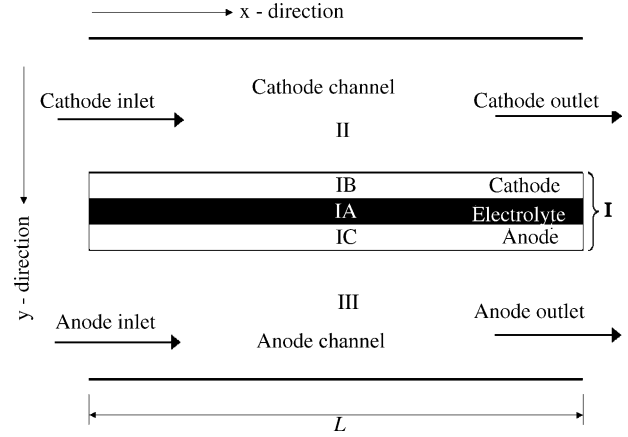 x - direction
Cathode channel
Cathode inlet
Cathode outlet
II
IB
Cathode
IA
Electrolyte
I
IC
Anode
y - direction
III
Anode inlet
Anode outlet
Anode channel
L